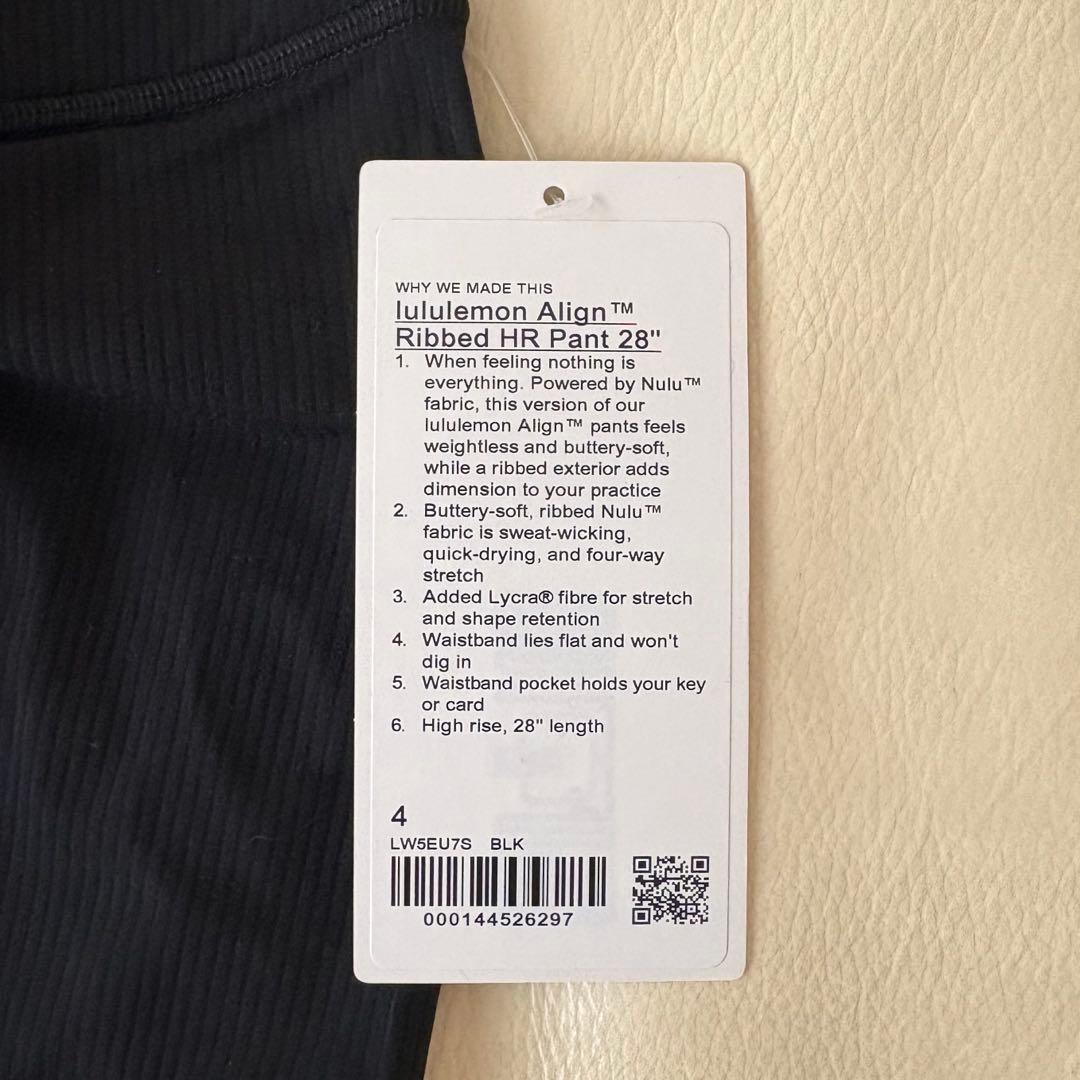 WHY WE MADE THIS
lululemon Align™
Ribbed HR Pant 28"
1. When feeling nothing is
everything. Powered by Nulu™
fabric, this version of our
lululemon Align™ pants feels
weightless and buttery-soft,
while a ribbed exterior adds
dimension to your practice
2. Buttery-soft, ribbed Nulu™
fabric is sweat-wicking,
quick-drying, and four-way
stretch
3. Added Lycra® fibre for stretch
and shape retention
4. Waistband lies flat and won't
dig in
5. Waistband pocket holds your key
or card
6. High rise, 28" length
4
LW5EU7S BLK
000144526297